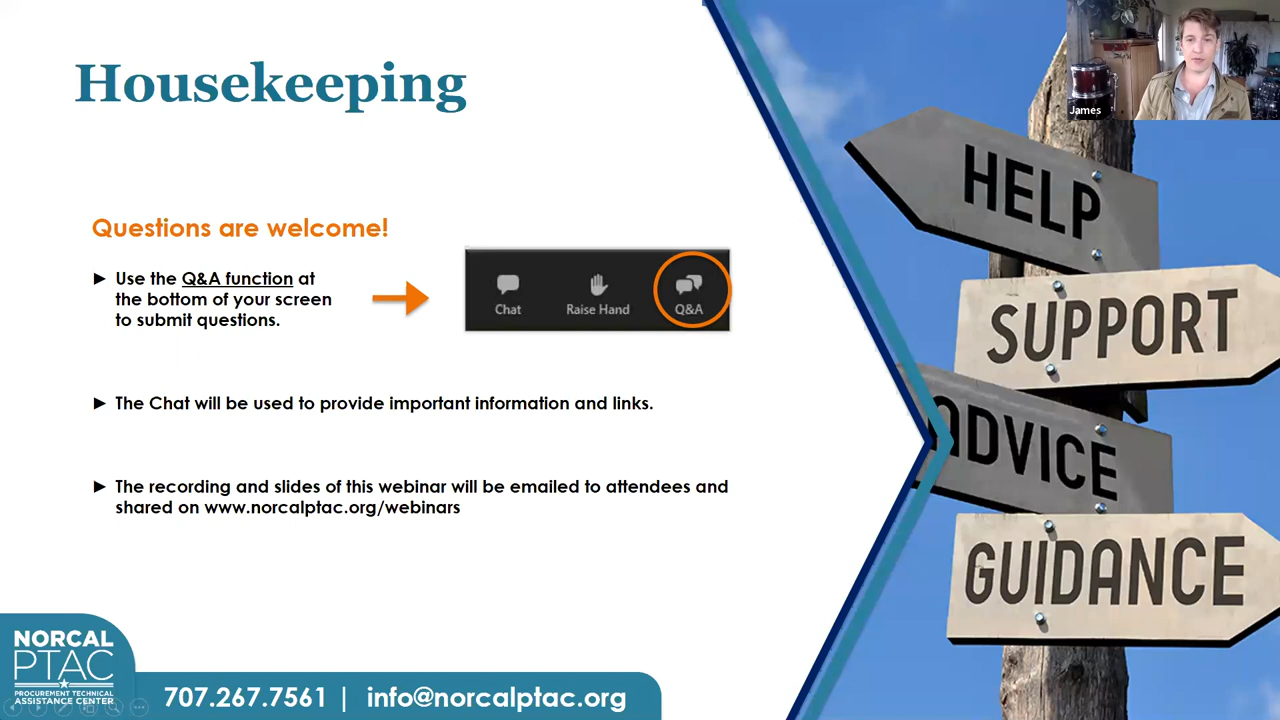 Housekeeping
James
Questions are welcome!
► Use the Q&A function at
the bottom of your screen
to submit questions.
Chat
Raise Hand
Q&A
► The Chat will be used to provide important information and links.
► The recording and slides of this webinar will be emailed to attendees and
shared on www.norcalptac.org/webinars
HELP
SUPPORT
ADVICE
GUIDANCE
NORCAL
PTAC
PROCUREMENT TECHNICAL
ASSISTANCE CENTER
707.267.7561 | info@norcalptac.org